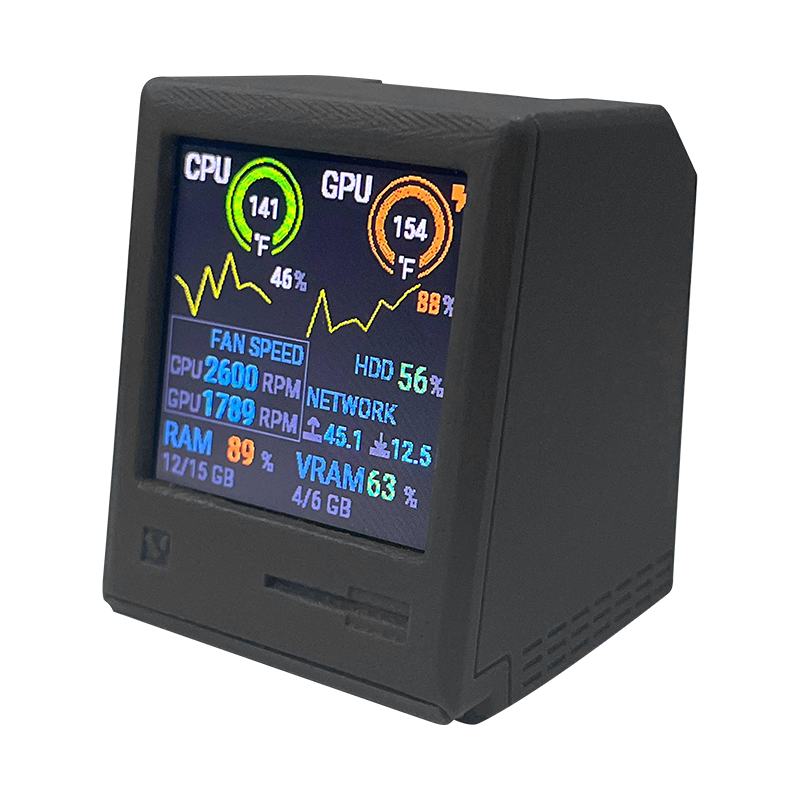 CPU
141
°F
46%
GPU
154
°F
88%
FAN SPEED
CPU 2600 RPM
GPU 1789 RPM
HDD 56%
NETWORK
45.1 12.5
RAM 89 %
12/15 GB
VRAM 63 %
4/6 GB